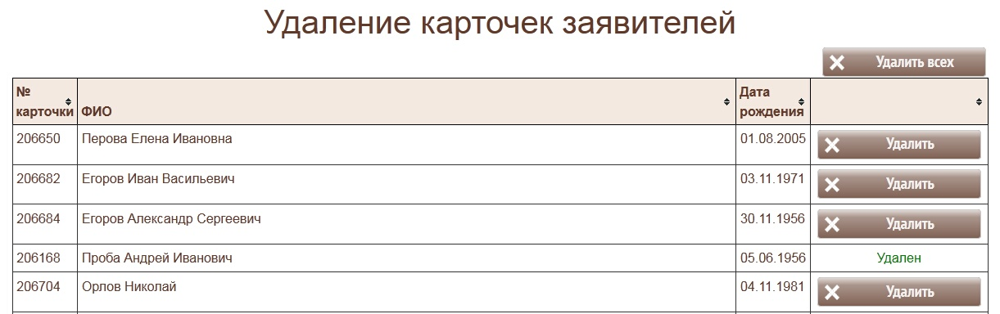 Удаление карточек заявителей
Удалить всех
№ карточки ФИО Дата рождения
206650 Перова Елена Ивановна 01.08.2005 Удалить
206682 Егоров Иван Васильевич 03.11.1971 Удалить
206684 Егоров Александр Сергеевич 30.11.1956 Удалить
206168 Проба Андрей Иванович 05.06.1956 Удален
206704 Орлов Николай 04.11.1981 Удалить